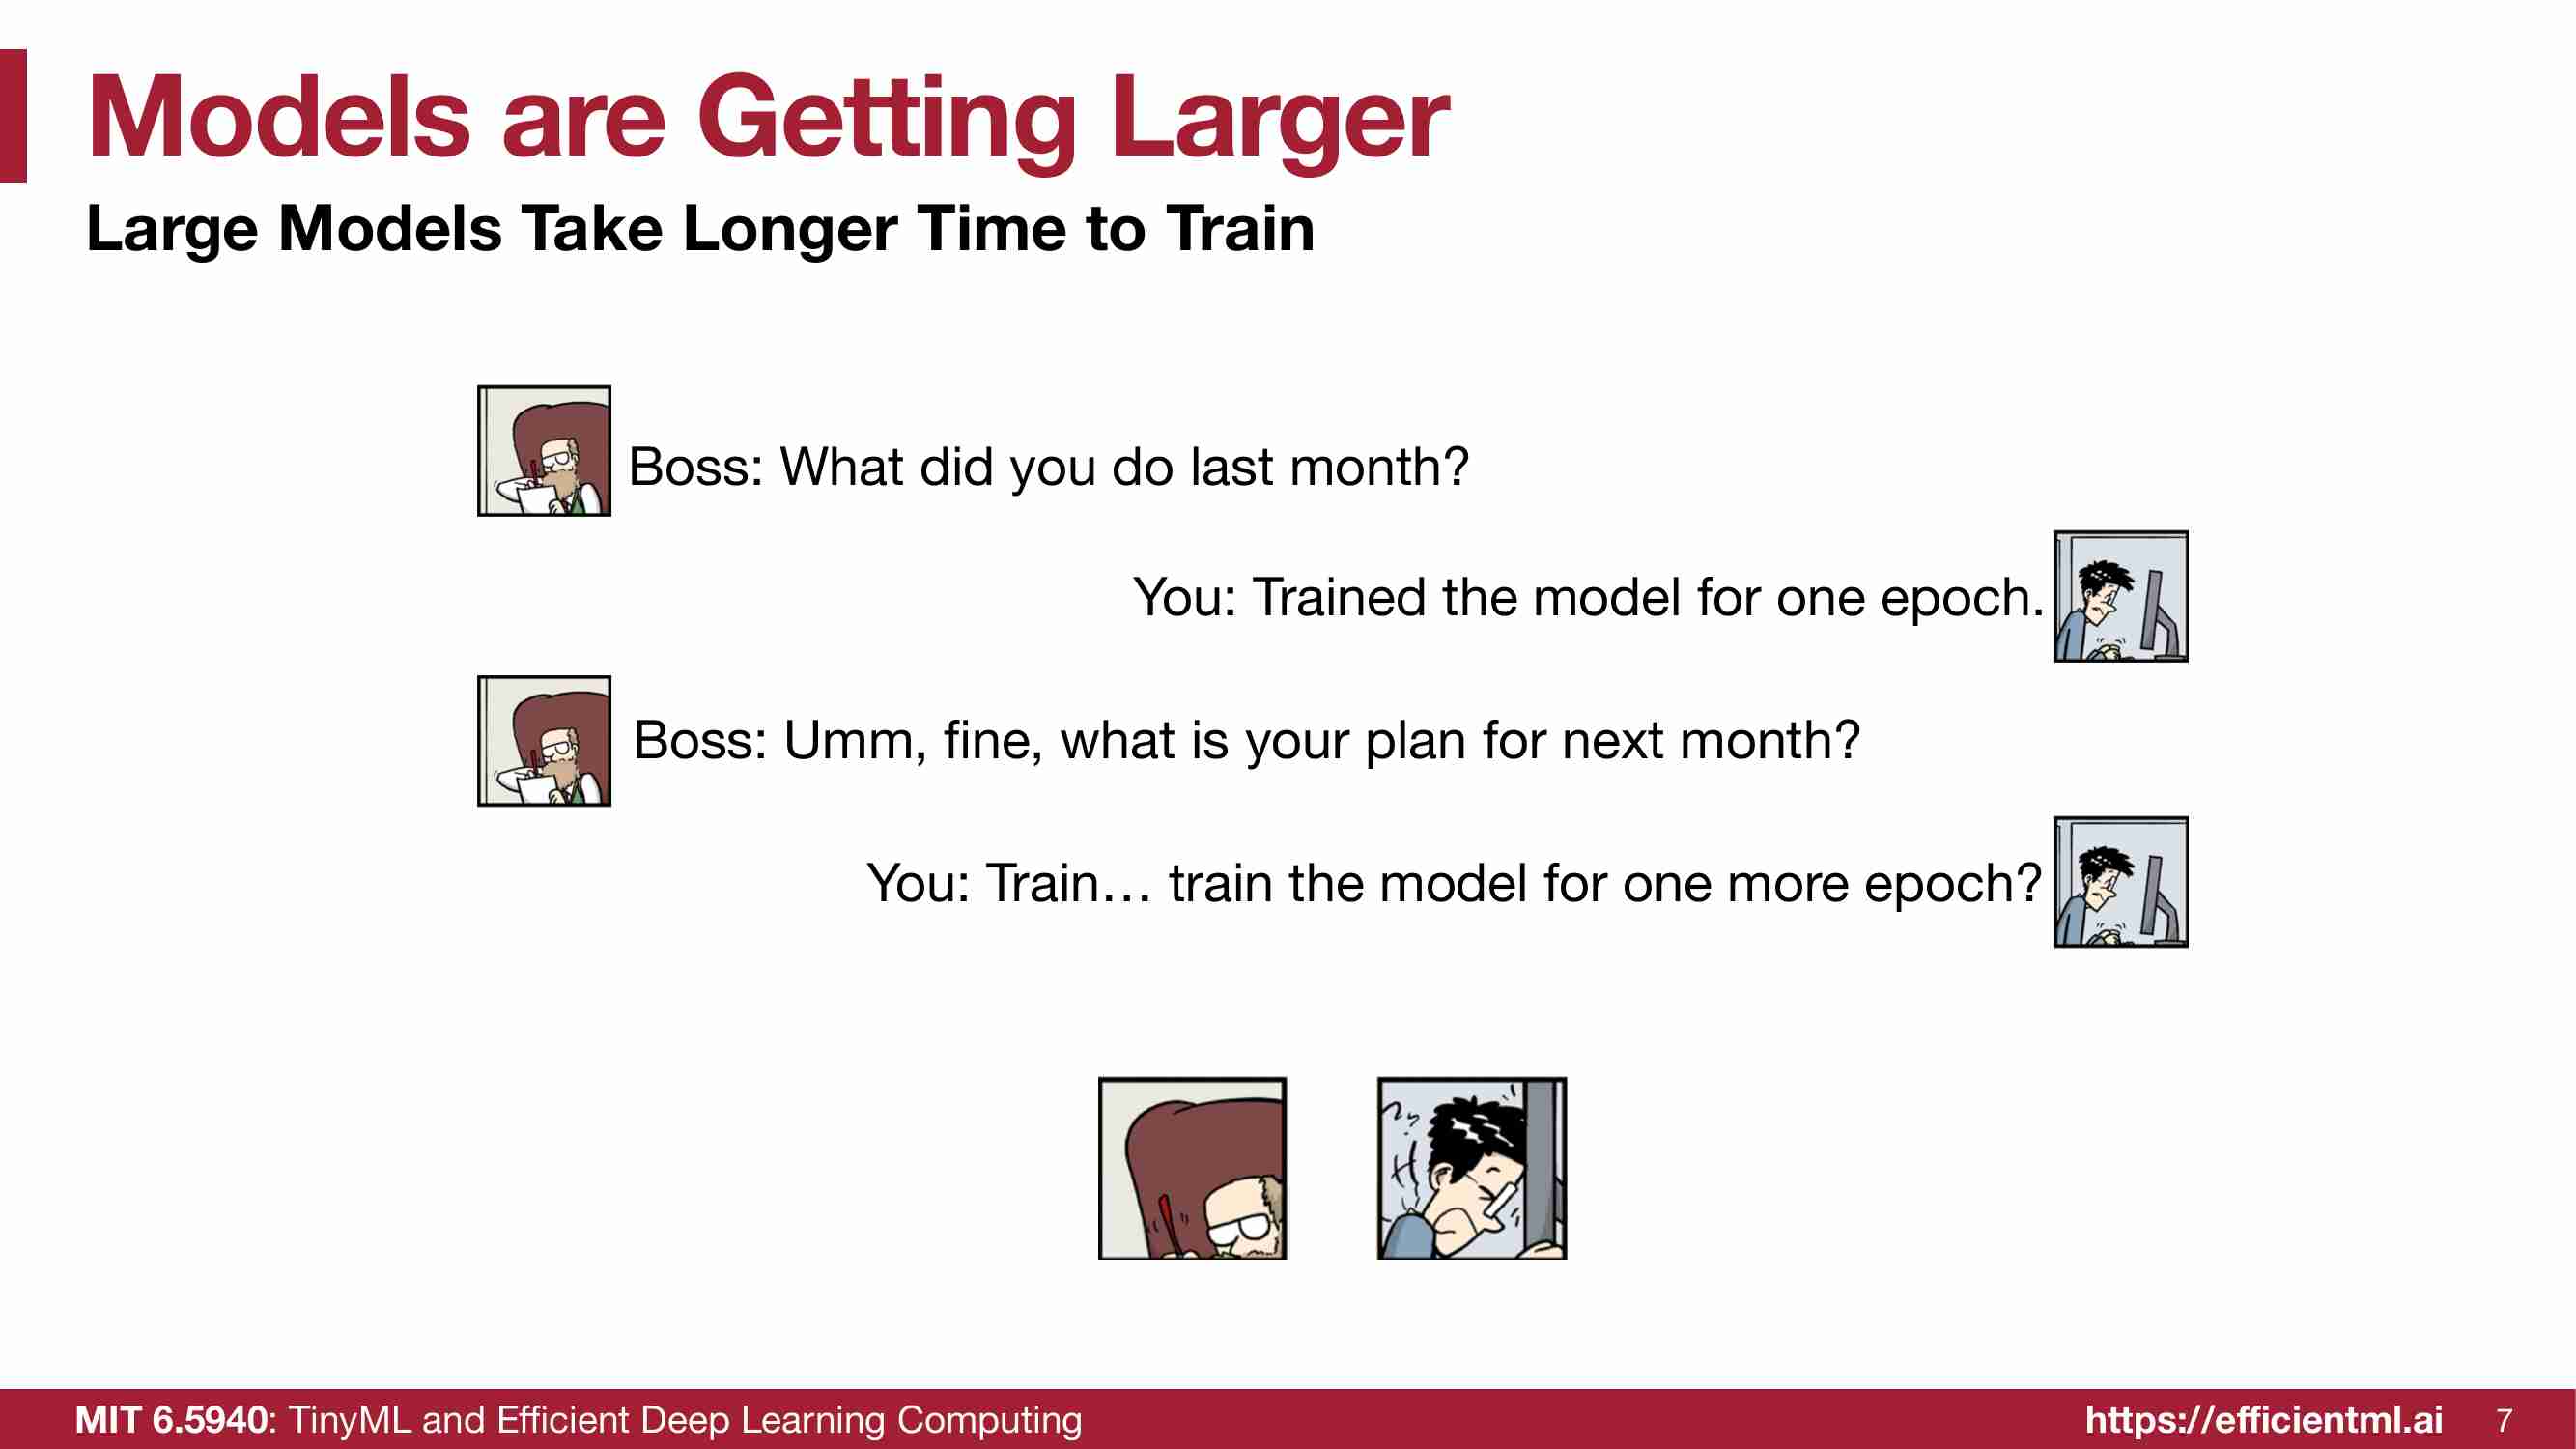 Models are Getting Larger
Large Models Take Longer Time to Train
Boss: What did you do last month?
You: Trained the model for one epoch.
Boss: Umm, fine, what is your plan for next month?
You: Train… train the model for one more epoch?
MIT 6.5940: TinyML and Efficient Deep Learning Computing
https://efficientml.ai
7